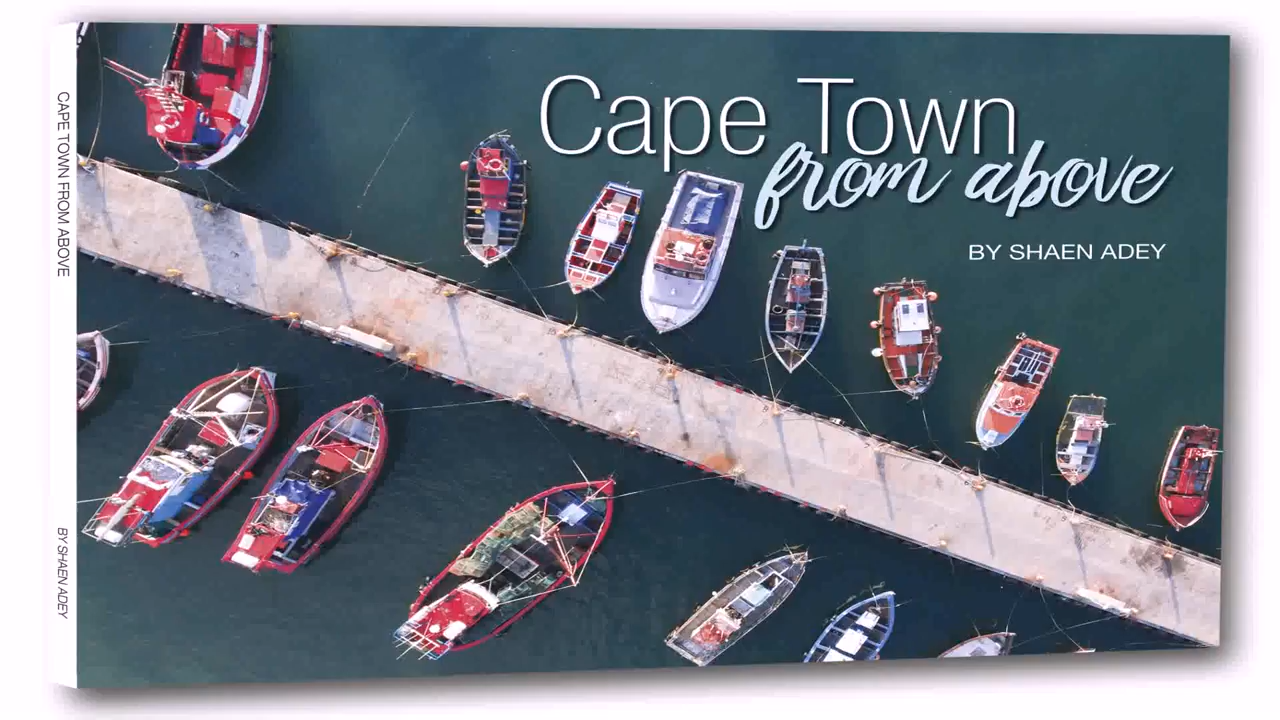 Cape Town
from above
BY SHAEN ADEY
CAPE TOWN FROM ABOVE
BY SHAEN ADEY